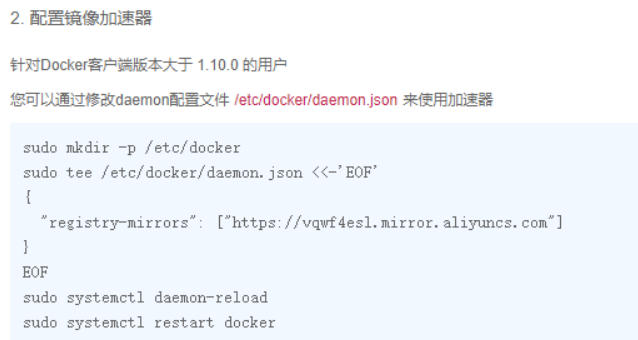 2. 配置镜像加速器
针对Docker客户端版本大于 1.10.0 的用户
您可以通过修改daemon配置文件 /etc/docker/daemon.json 来使用加速器
sudo mkdir -p /etc/docker
sudo tee /etc/docker/daemon.json <<-'EOF'
{
  "registry-mirrors": ["https://vqwf4esl.mirror.aliyuncs.com"]
}
EOF
sudo systemctl daemon-reload
sudo systemctl restart docker